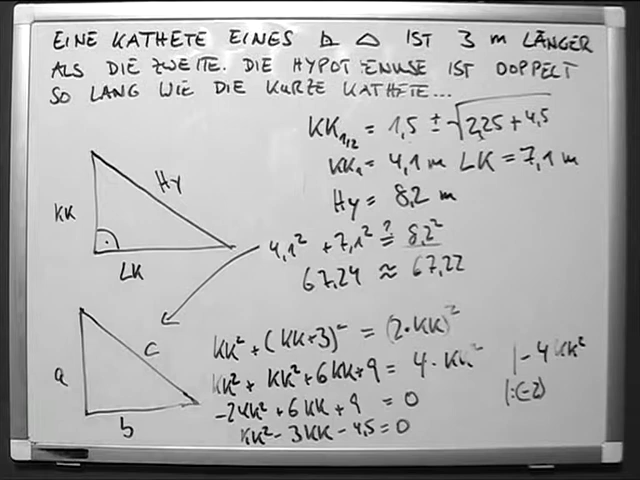 EINE KATHETE EINES ⊾ △ IST 3 m LÄNGER
ALS DIE ZWEITE. DIE HYPOTENUSE IST DOPPELT
SO LANG WIE DIE KURZE KATHETE...
KK₁/₂ = 1,5 ± √2,25 + 4,5
KK₁ = 4,1 m LK = 7,1 m
Hy = 8,2 m
4,1² + 7,1² ≟ 8,2²
67,24 ≈ 67,22
KK
Hy
LK
a
c
b
KK² + (KK+3)² = (2·KK)²
KK² + KK² + 6KK + 9 = 4·KK² |-4KK²
-2KK² + 6KK + 9 = 0 |:(-2)
KK² - 3KK - 4,5 = 0